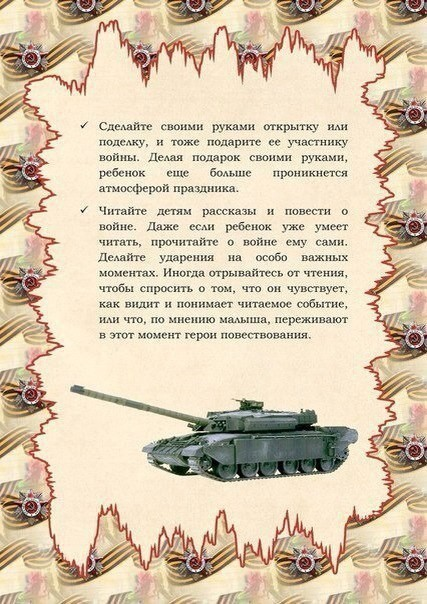 ✓ Сделайте своими руками открытку или
поделку, и тоже подарите ее участнику
войны. Делая подарок своими руками,
ребенок еще больше проникнется
атмосферой праздника.
✓ Читайте детям рассказы и повести о
войне. Даже если ребенок уже умеет
читать, прочитайте о войне ему сами.
Делайте ударения на особо важных
моментах. Иногда отрывайтесь от чтения,
чтобы спросить о том, что он чувствует,
как видит и понимает читаемое событие,
или что, по мнению малыша, переживают
в этот момент герои повествования.